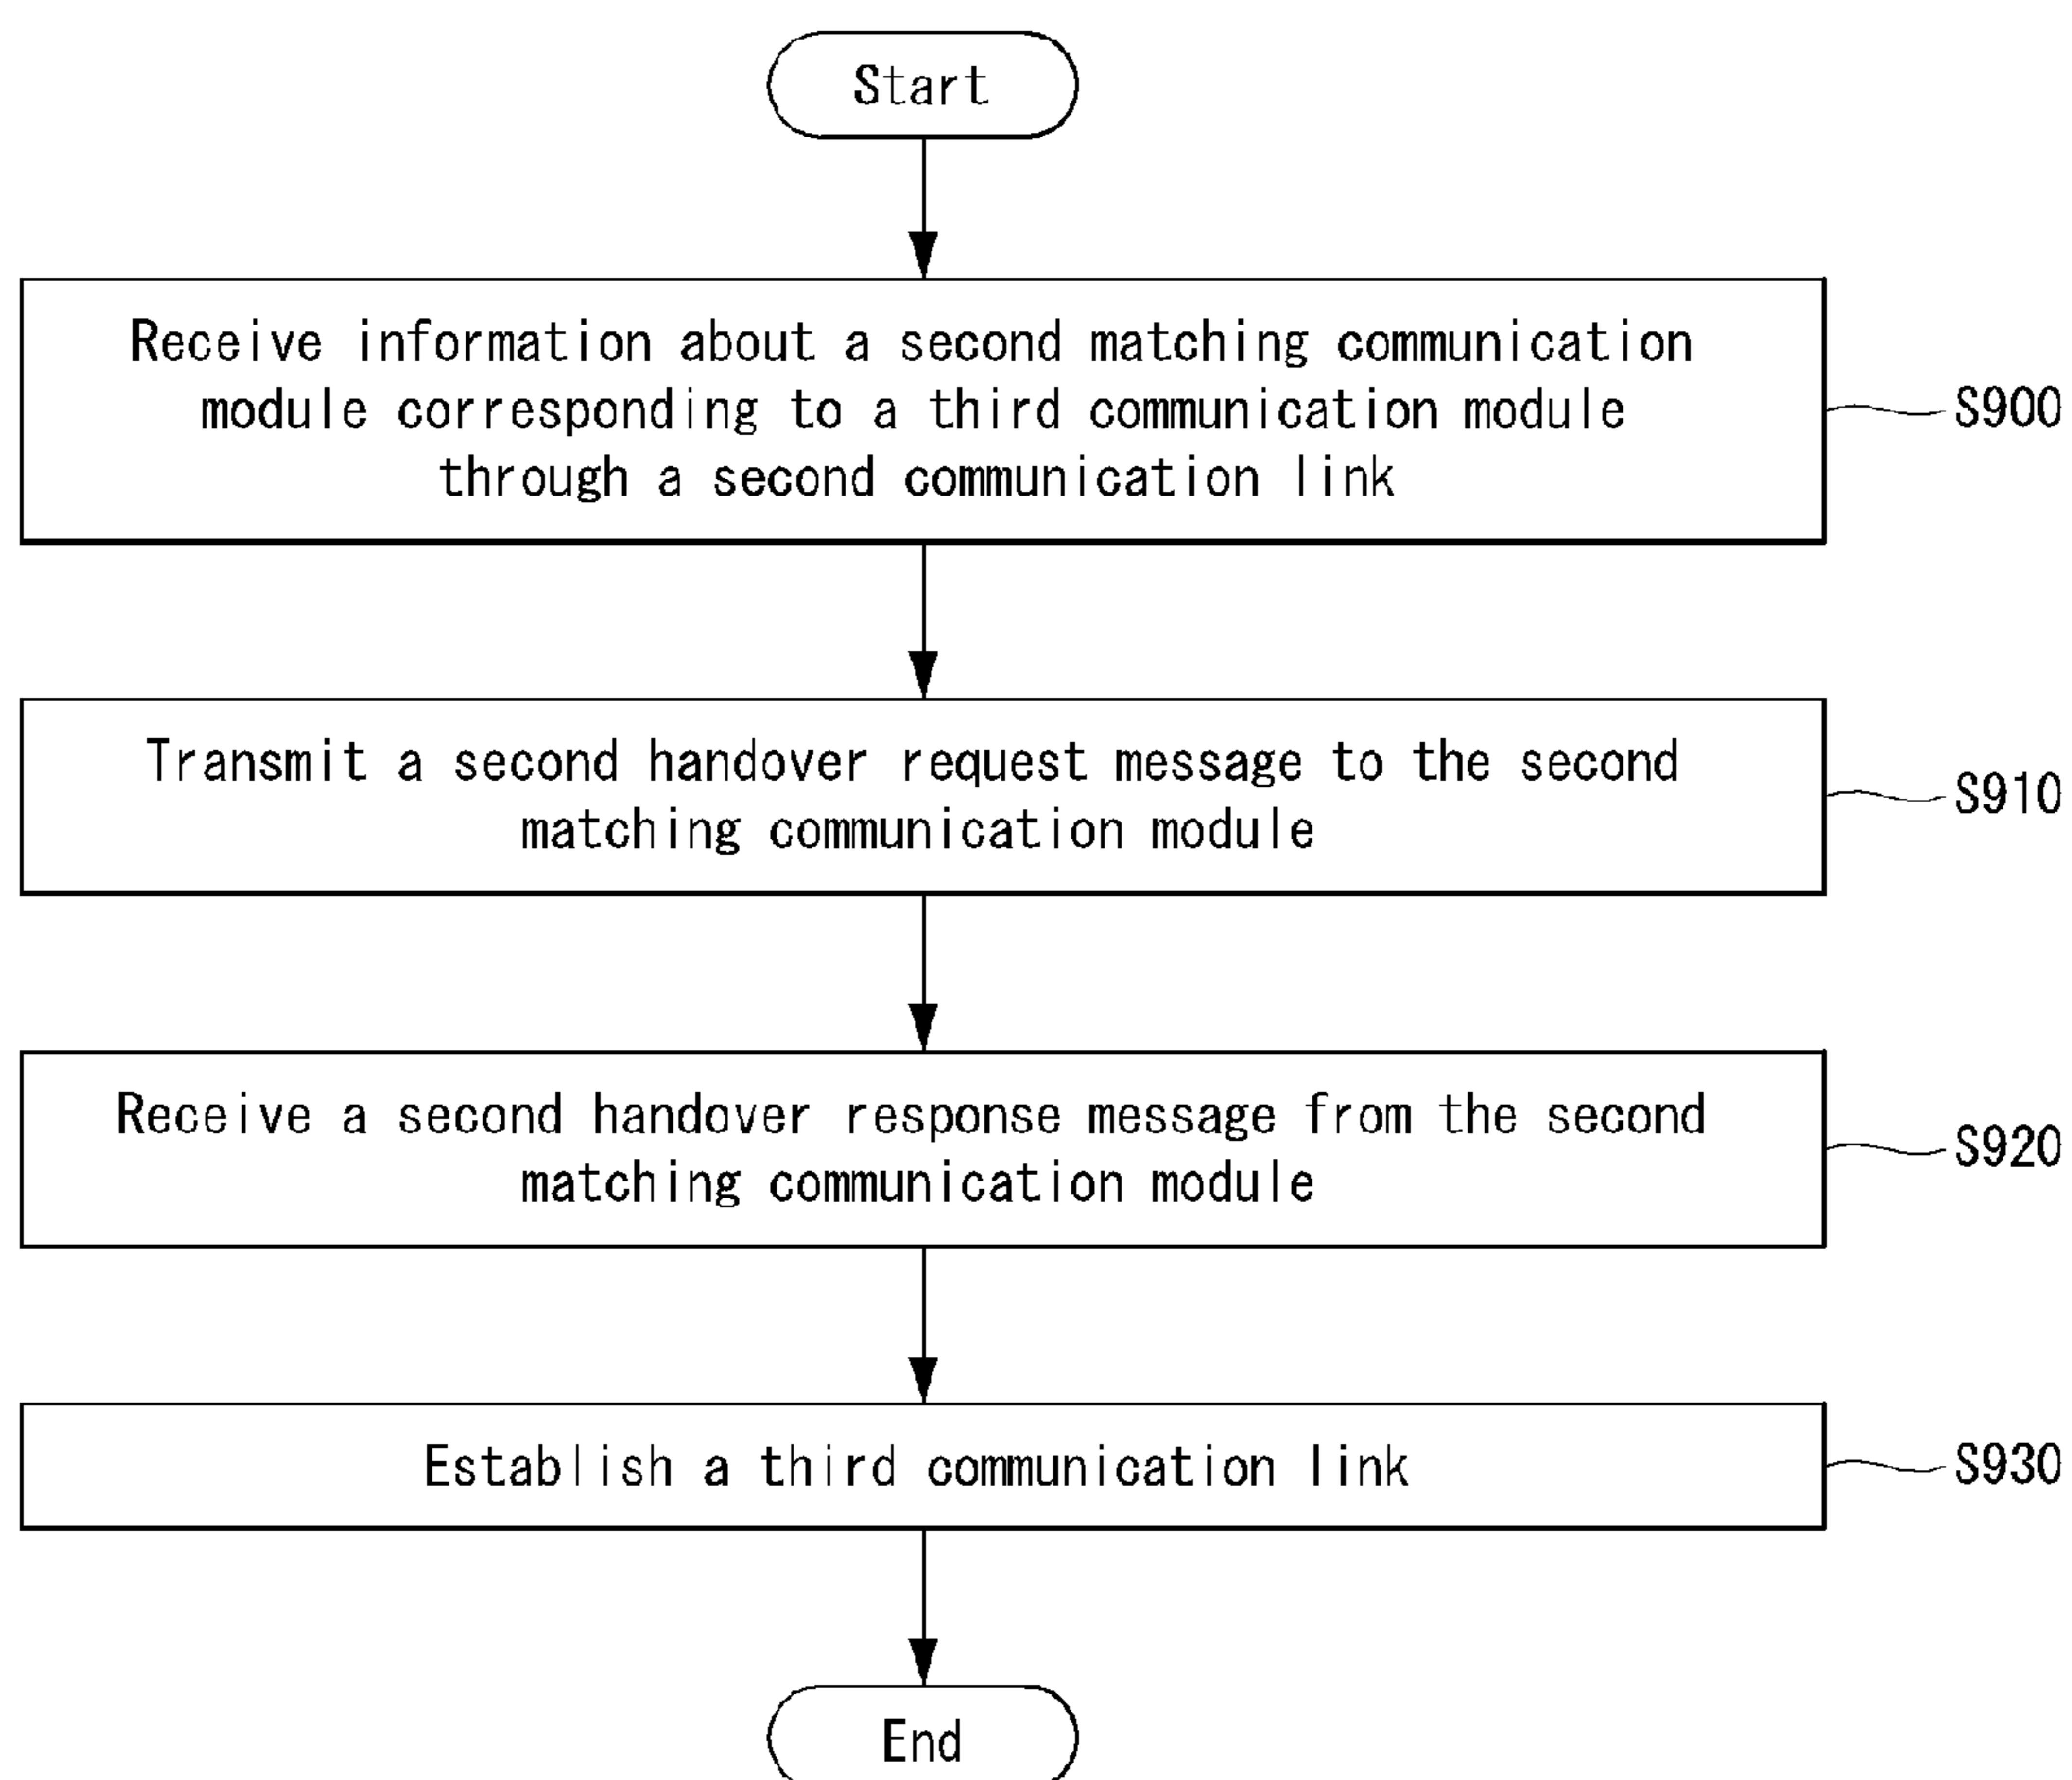 Start
Receive information about a second matching communication
module corresponding to a third communication module
through a second communication link
S900
Transmit a second handover request message to the second
matching communication module
S910
Receive a second handover response message from the second
matching communication module
S920
Establish a third communication link
S930
End